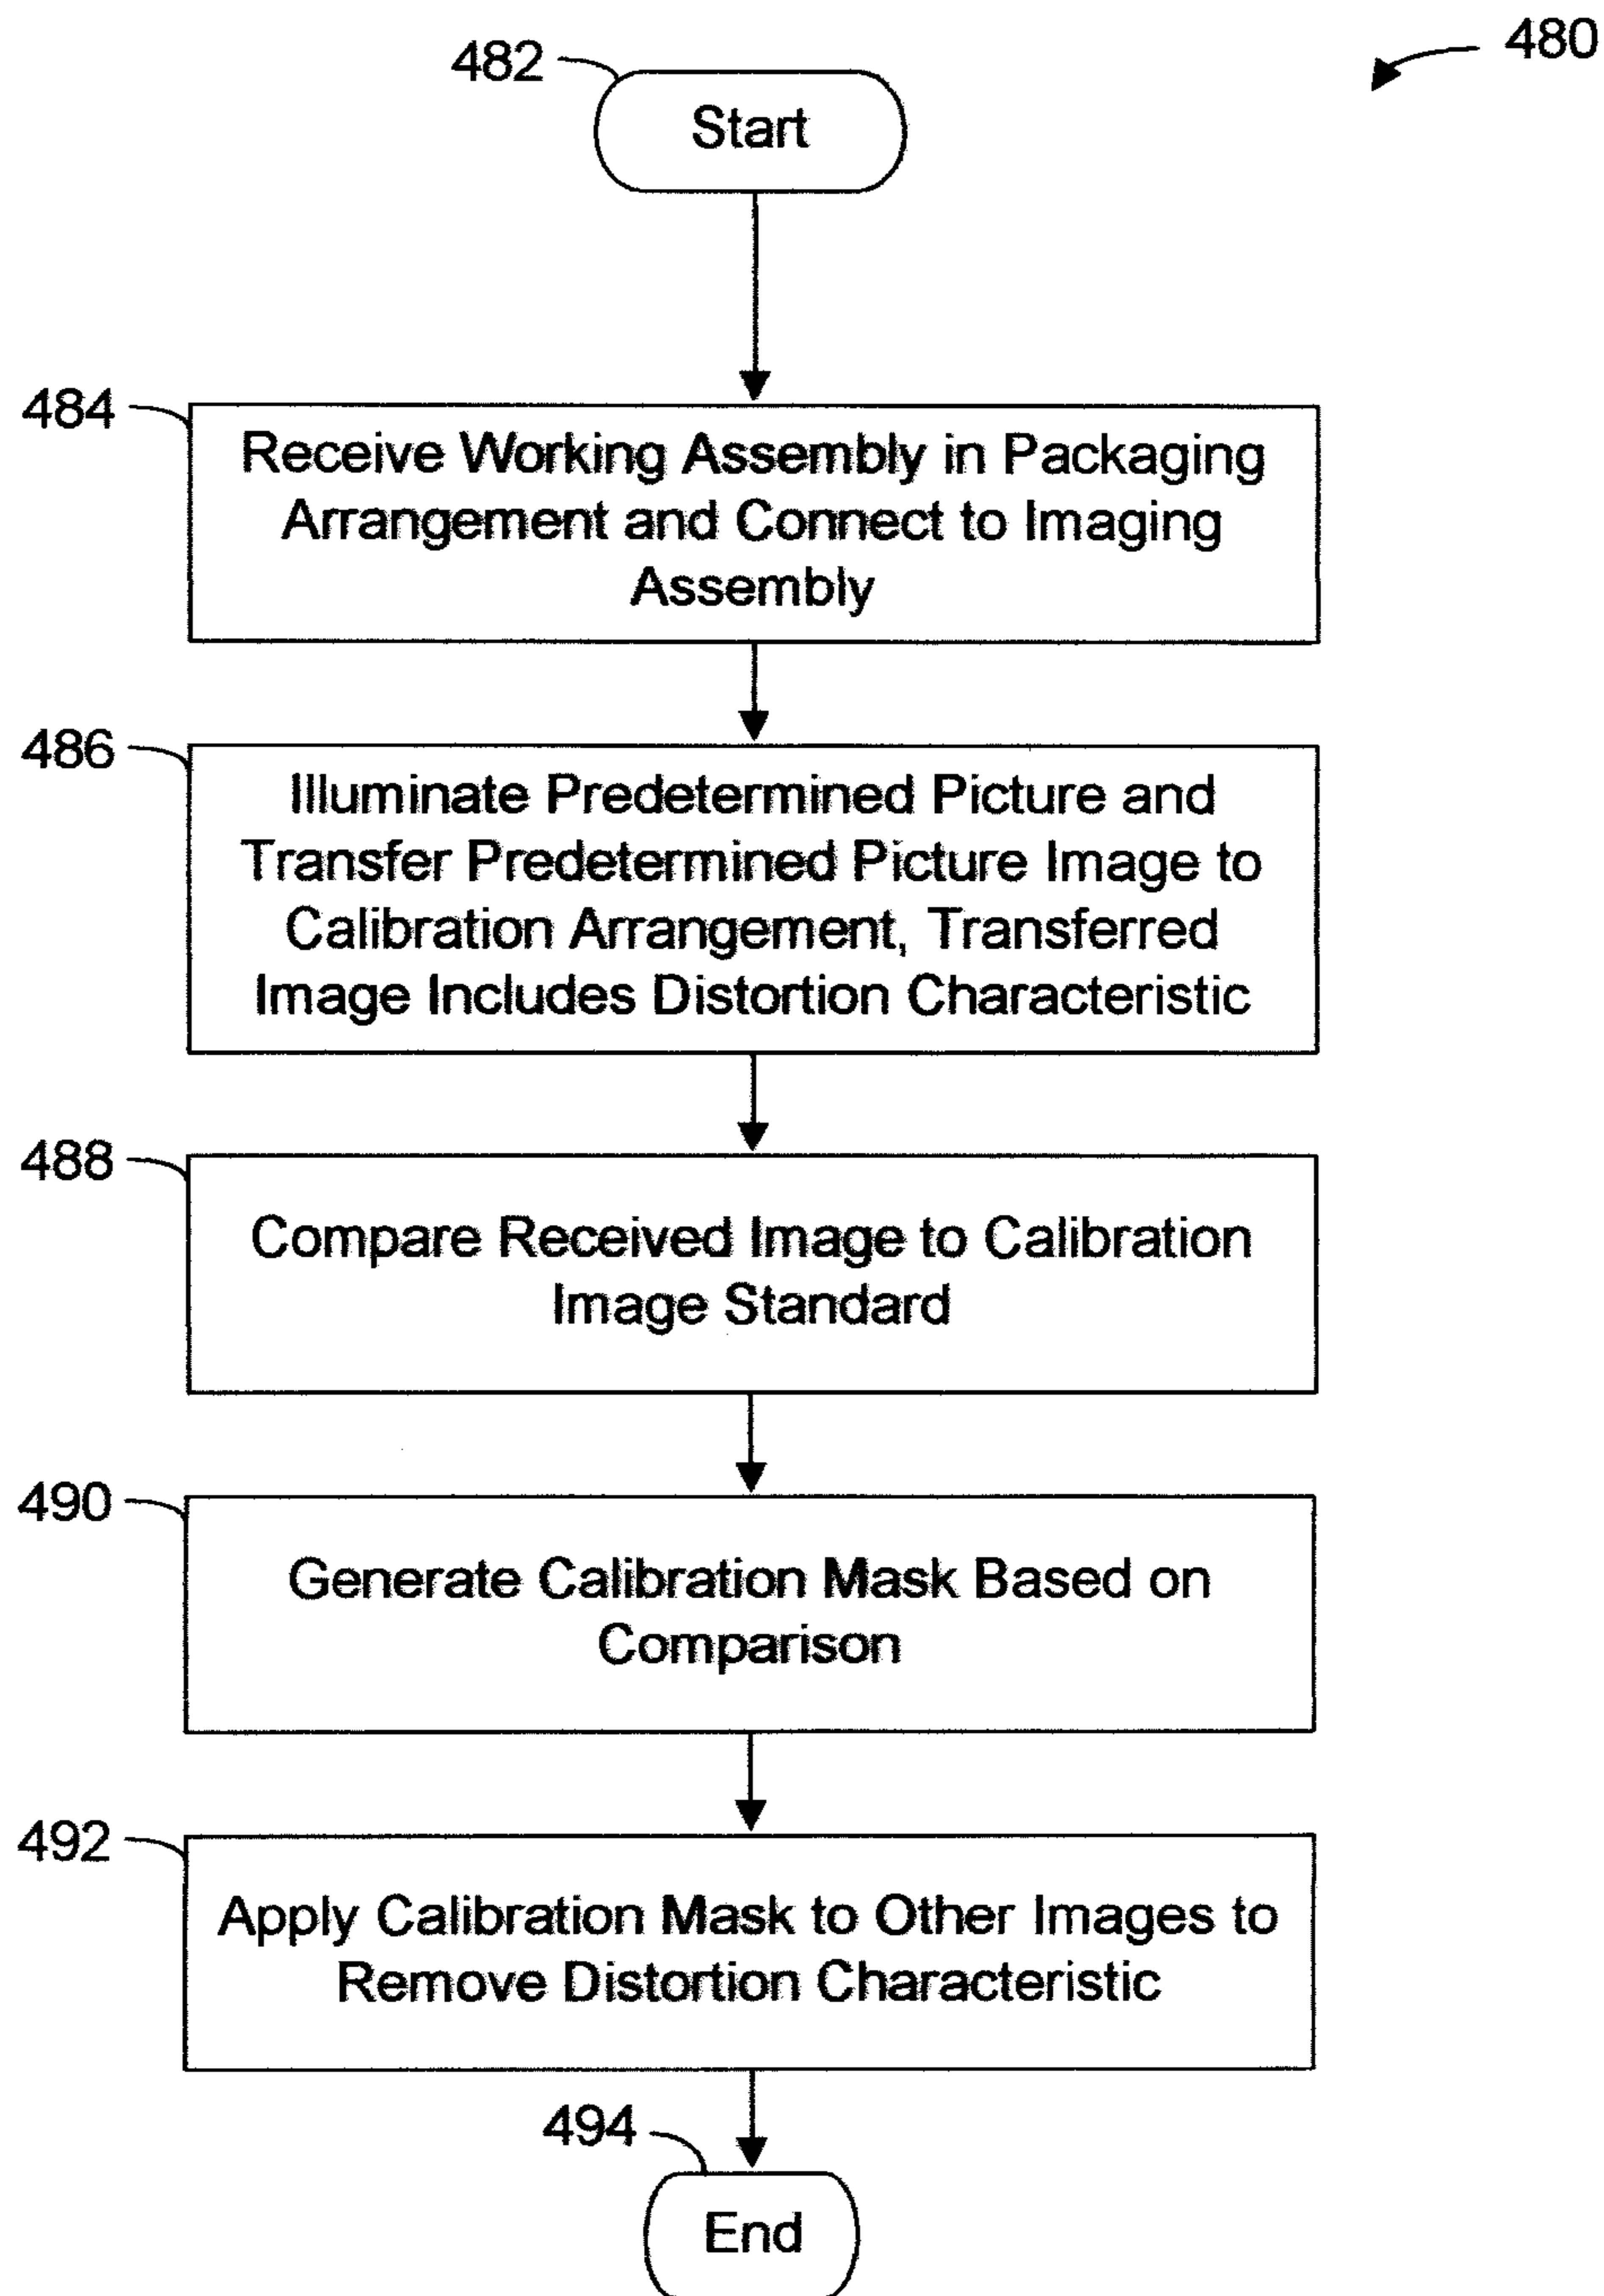 480
482
Start
484
Receive Working Assembly in Packaging
Arrangement and Connect to Imaging
Assembly
486
Illuminate Predetermined Picture and
Transfer Predetermined Picture Image to
Calibration Arrangement, Transferred
Image Includes Distortion Characteristic
488
Compare Received Image to Calibration
Image Standard
490
Generate Calibration Mask Based on
Comparison
492
Apply Calibration Mask to Other Images to
Remove Distortion Characteristic
494
End